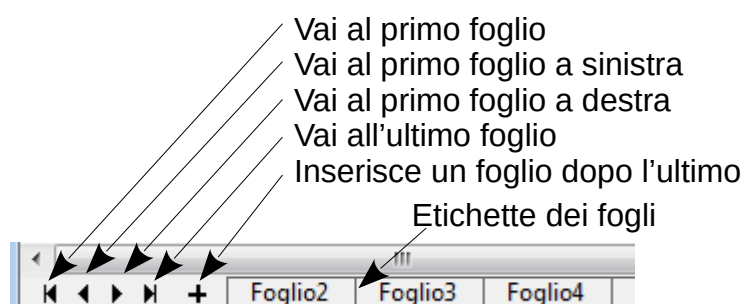 Vai al primo foglio
Vai al primo foglio a sinistra
Vai al primo foglio a destra
Vai all’ultimo foglio
Inserisce un foglio dopo l’ultimo
Etichette dei fogli
Foglio2 Foglio3 Foglio4